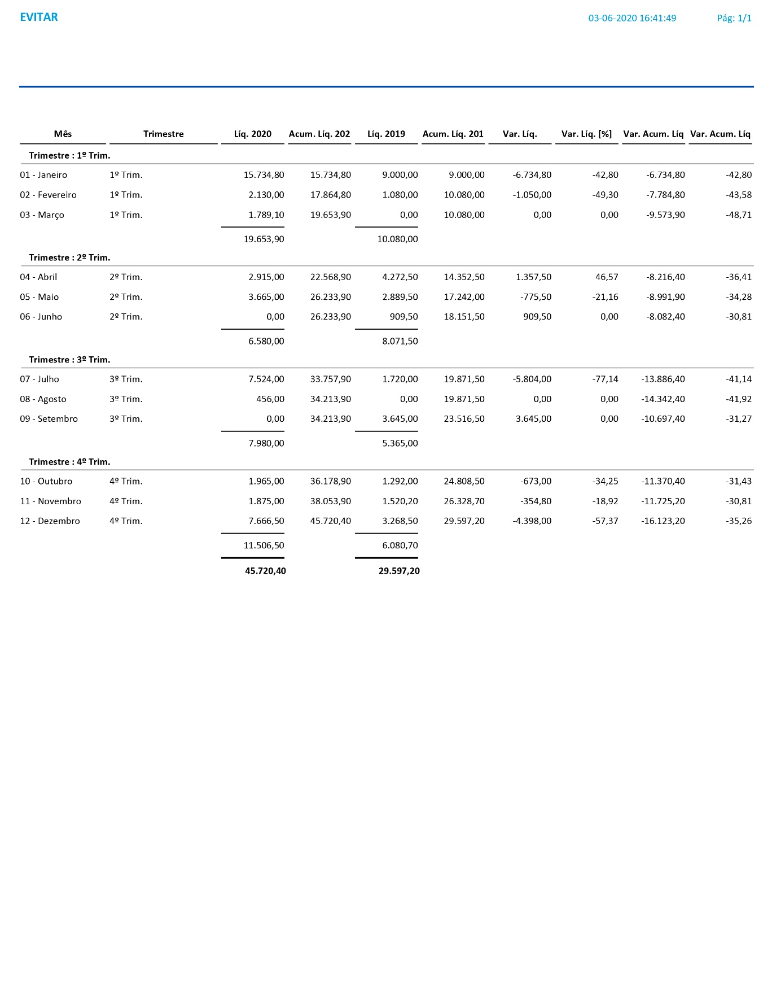 EVITAR 03-06-2020 16:41:49 Pág: 1/1
Mês Trimestre Líq. 2020 Acum. Líq. 202 Líq. 2019 Acum. Líq. 201 Var. Líq. Var. Líq. [%] Var. Acum. Líq Var. Acum. Líq
Trimestre : 1º Trim.
01 - Janeiro 1º Trim. 15.734,80 15.734,80 9.000,00 9.000,00 -6.734,80 -42,80 -6.734,80 -42,80
02 - Fevereiro 1º Trim. 2.130,00 17.864,80 1.080,00 10.080,00 -1.050,00 -49,30 -7.784,80 -43,58
03 - Março 1º Trim. 1.789,10 19.653,90 0,00 10.080,00 0,00 0,00 -9.573,90 -48,71
19.653,90 10.080,00
Trimestre : 2º Trim.
04 - Abril 2º Trim. 2.915,00 22.568,90 4.272,50 14.352,50 1.357,50 46,57 -8.216,40 -36,41
05 - Maio 2º Trim. 3.665,00 26.233,90 2.889,50 17.242,00 -775,50 -21,16 -8.991,90 -34,28
06 - Junho 2º Trim. 0,00 26.233,90 909,50 18.151,50 909,50 0,00 -8.082,40 -30,81
6.580,00 8.071,50
Trimestre : 3º Trim.
07 - Julho 3º Trim. 7.524,00 33.757,90 1.720,00 19.871,50 -5.804,00 -77,14 -13.886,40 -41,14
08 - Agosto 3º Trim. 456,00 34.213,90 0,00 19.871,50 0,00 0,00 -14.342,40 -41,92
09 - Setembro 3º Trim. 0,00 34.213,90 3.645,00 23.516,50 3.645,00 0,00 -10.697,40 -31,27
7.980,00 5.365,00
Trimestre : 4º Trim.
10 - Outubro 4º Trim. 1.965,00 36.178,90 1.292,00 24.808,50 -673,00 -34,25 -11.370,40 -31,43
11 - Novembro 4º Trim. 1.875,00 38.053,90 1.520,20 26.328,70 -354,80 -18,92 -11.725,20 -30,81
12 - Dezembro 4º Trim. 7.666,50 45.720,40 3.268,50 29.597,20 -4.398,00 -57,37 -16.123,20 -35,26
11.506,50 6.080,70
45.720,40 29.597,20